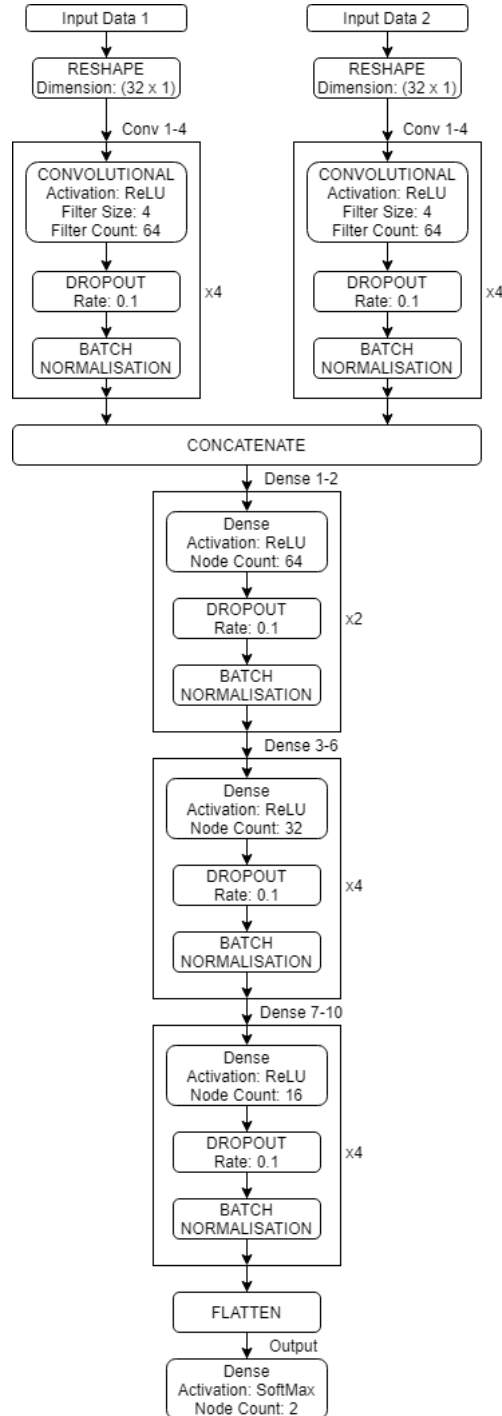 Input Data 1
Input Data 2
RESHAPE
Dimension: (32 x 1)
RESHAPE
Dimension: (32 x 1)
Conv 1-4
Conv 1-4
CONVOLUTIONAL
Activation: ReLU
Filter Size: 4
Filter Count: 64
CONVOLUTIONAL
Activation: ReLU
Filter Size: 4
Filter Count: 64
DROPOUT
Rate: 0.1
x4
DROPOUT
Rate: 0.1
x4
BATCH
NORMALISATION
BATCH
NORMALISATION
CONCATENATE
Dense 1-2
Dense
Activation: ReLU
Node Count: 64
DROPOUT
Rate: 0.1
x2
BATCH
NORMALISATION
Dense 3-6
Dense
Activation: ReLU
Node Count: 32
DROPOUT
Rate: 0.1
x4
BATCH
NORMALISATION
Dense 7-10
Dense
Activation: ReLU
Node Count: 16
DROPOUT
Rate: 0.1
x4
BATCH
NORMALISATION
FLATTEN
Output
Dense
Activation: SoftMax
Node Count: 2